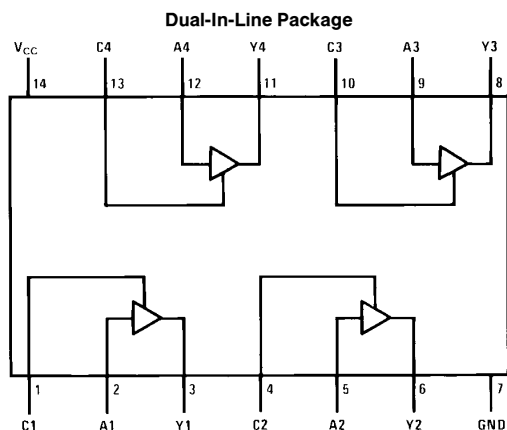 Dual-In-Line Package
VCC C4 A4 Y4 C3 A3 Y3
14 13 12 11 10 9 8
1 2 3 4 5 6 7
C1 A1 Y1 C2 A2 Y2 GND